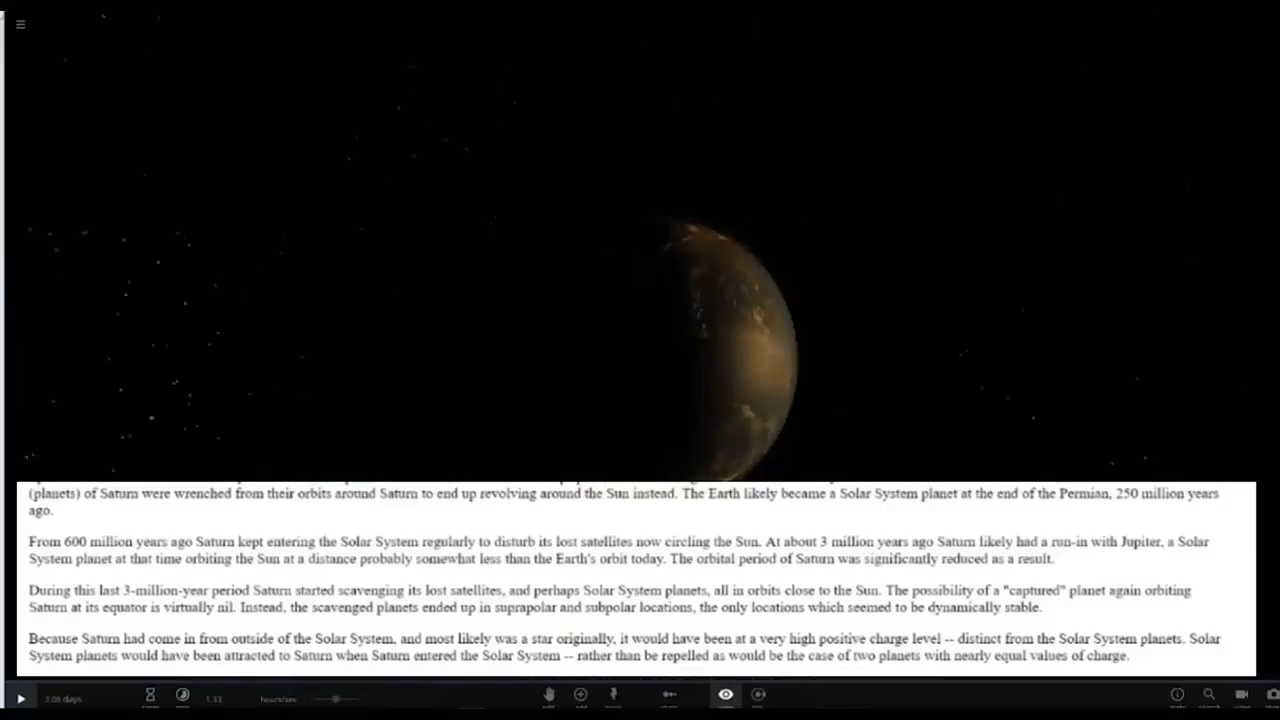 (planets) of Saturn were wrenched from their orbits around Saturn to end up revolving around the Sun instead. The Earth likely became a Solar System planet at the end of the Permian, 250 million years
ago.
From 600 million years ago Saturn kept entering the Solar System regularly to disturb its lost satellites now circling the Sun. At about 3 million years ago Saturn likely had a run-in with Jupiter, a Solar
System planet at that time orbiting the Sun at a distance probably somewhat less than the Earth's orbit today. The orbital period of Saturn was significantly reduced as a result.
During this last 3-million-year period Saturn started scavenging its lost satellites, and perhaps Solar System planets, all in orbits close to the Sun. The possibility of a "captured" planet again orbiting
Saturn at its equator is virtually nil. Instead, the scavenged planets ended up in suprapolar and subpolar locations, the only locations which seemed to be dynamically stable.
Because Saturn had come in from outside of the Solar System, and most likely was a star originally, it would have been at a very high positive charge level -- distinct from the Solar System planets. Solar
System planets would have been attracted to Saturn when Saturn entered the Solar System -- rather than be repelled as would be the case of two planets with nearly equal values of charge.
3.06 days 1.33 hours/sec